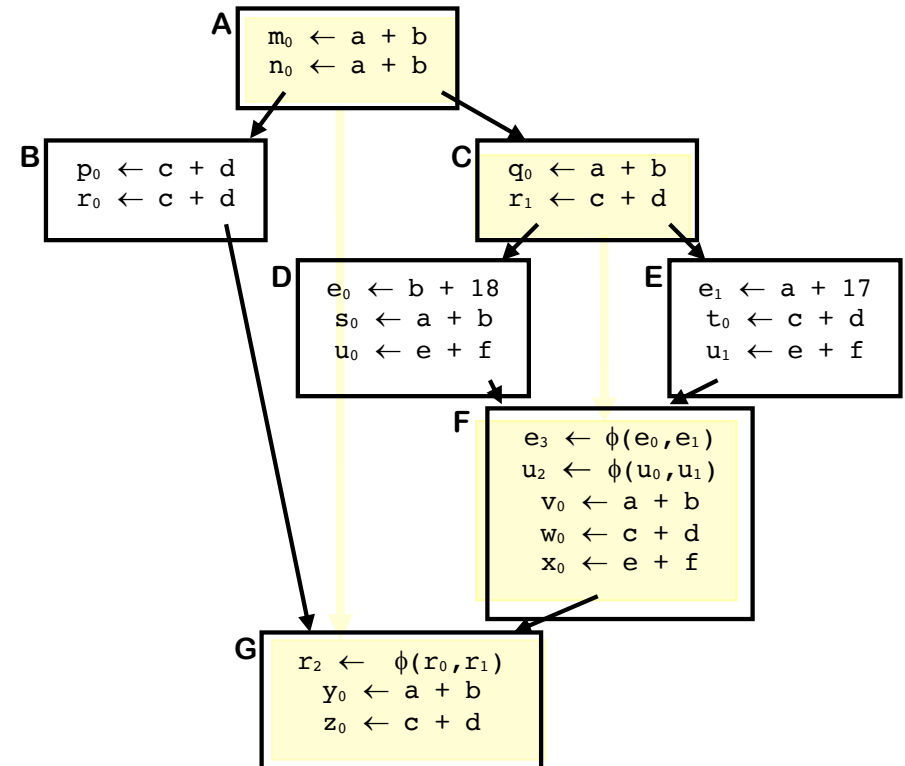 A
m₀ ← a + b
n₀ ← a + b
B
p₀ ← c + d
r₀ ← c + d
C
q₀ ← a + b
r₁ ← c + d
D
e₀ ← b + 18
s₀ ← a + b
u₀ ← e + f
E
e₁ ← a + 17
t₀ ← c + d
u₁ ← e + f
F
e₃ ← ϕ(e₀,e₁)
u₂ ← ϕ(u₀,u₁)
v₀ ← a + b
w₀ ← c + d
x₀ ← e + f
G
r₂ ← ϕ(r₀,r₁)
y₀ ← a + b
z₀ ← c + d